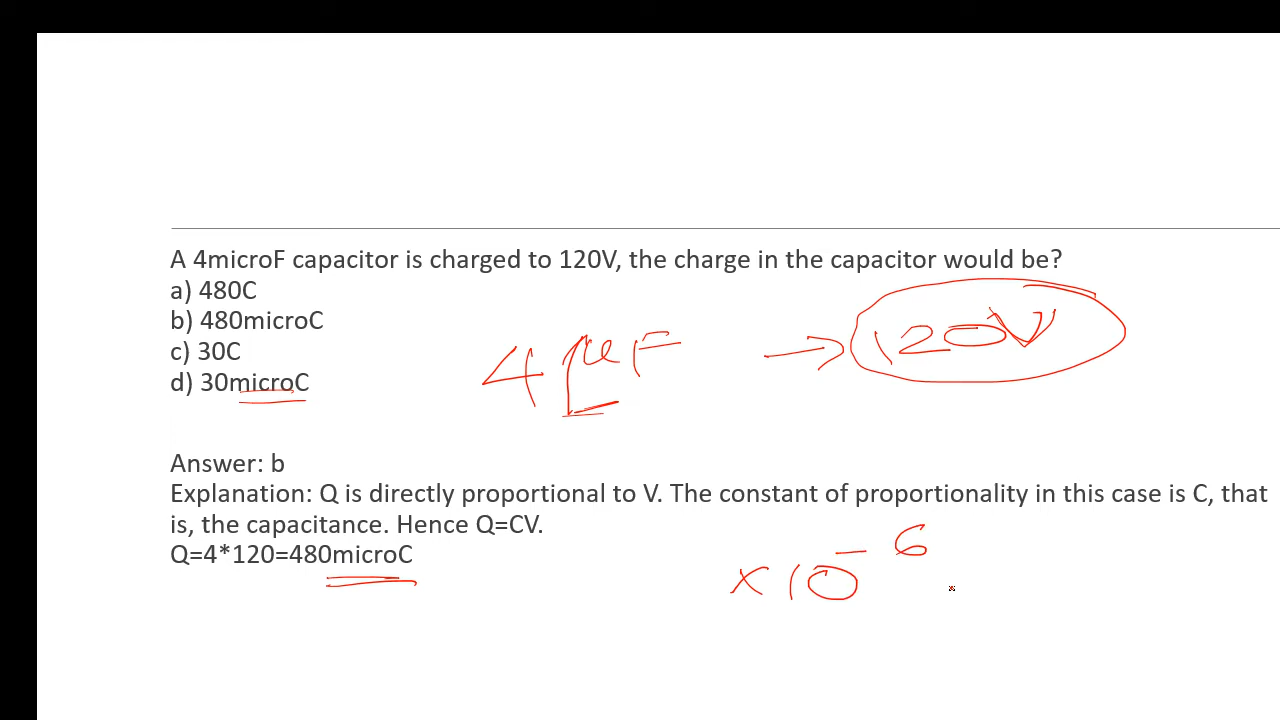 A 4microF capacitor is charged to 120V, the charge in the capacitor would be?
a) 480C
b) 480microC
c) 30C
d) 30microC
4 μF → 120V
Answer: b
Explanation: Q is directly proportional to V. The constant of proportionality in this case is C, that
is, the capacitance. Hence Q=CV.
Q=4*120=480microC
×10⁻⁶